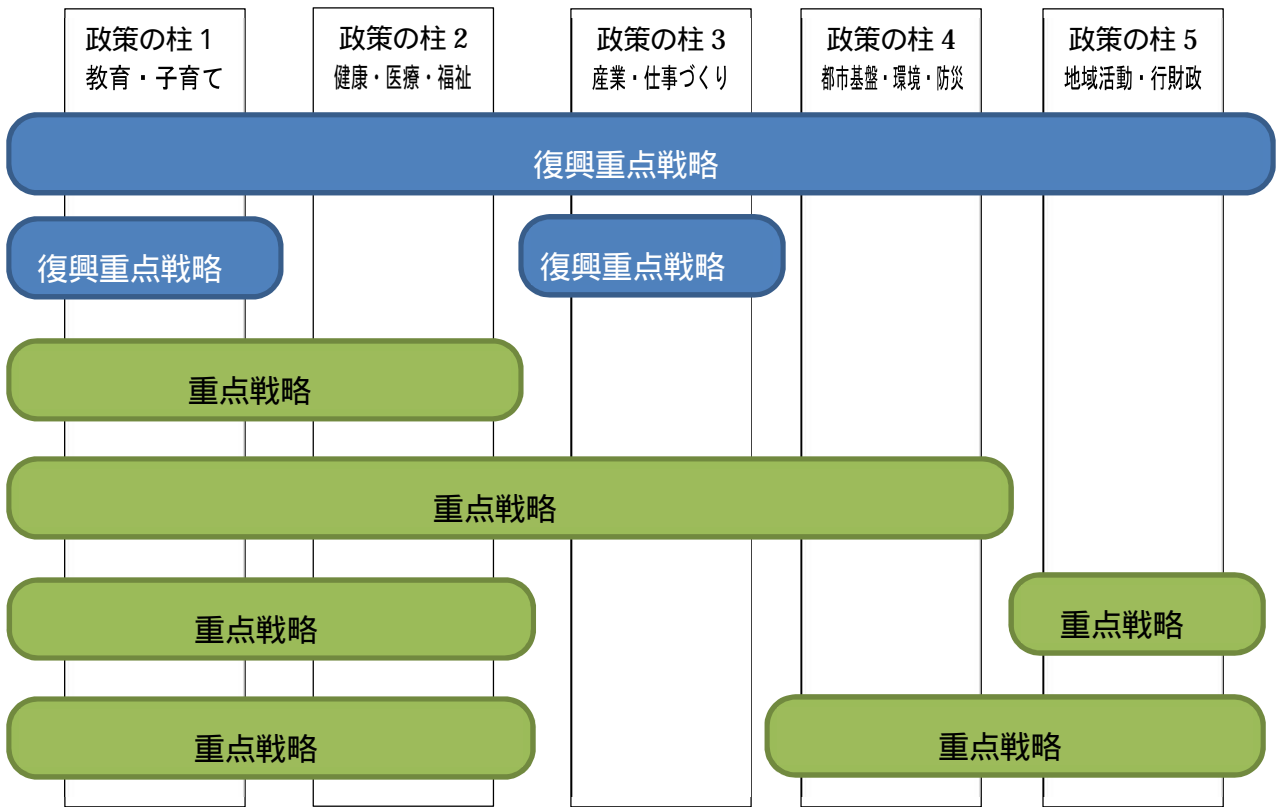 政策の柱 1
教育・子育て
政策の柱 2
健康・医療・福祉
政策の柱 3
産業・仕事づくり
政策の柱 4
都市基盤・環境・防災
政策の柱 5
地域活動・行財政
復興重点戦略
復興重点戦略
復興重点戦略
重点戦略
重点戦略
重点戦略
重点戦略
重点戦略
重点戦略